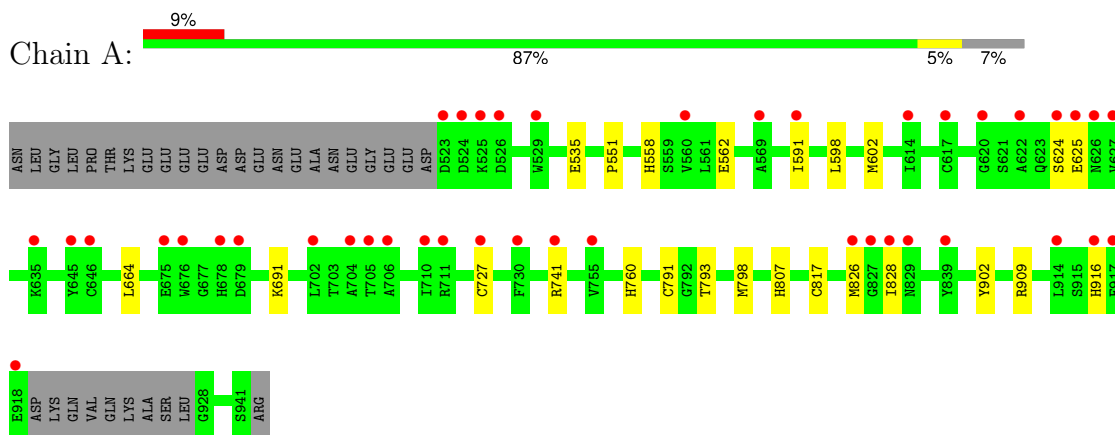 9%
Chain A:
87% 5% 7%
ASN LEU GLY LEU PRO THR LYS GLU GLU GLU GLU GLU ASP ASP GLU ASN GLU ALA ASN GLU GLY GLU GLU ASP D523 D524 K525 D526 W529 E535 P551 H558 S559 V560 L561 E562 A569 I591 L598 M602 I614 C617 G620 S621 A622 Q623 S624 E625 N626
K635 Y645 C646 L664 E675 W676 G677 H678 D679 K691 L702 T703 A704 T705 A706 I710 R711 C727 F730 R741 V755 H760 C791 G792 T793 M798 H807 C817 M826 G827 I828 N829 Y839 Y902 R909 L914 S915 H916
E918 ASP LYS GLN VAL GLN LYS ALA SER LEU G928 S941 ARG